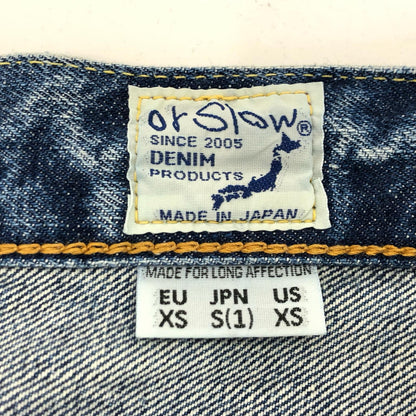 orSlow®
SINCE 2005
DENIM
PRODUCTS
MADE IN JAPAN
MADE FOR LONG AFFECTION
EU JPN US
XS S(1) XS